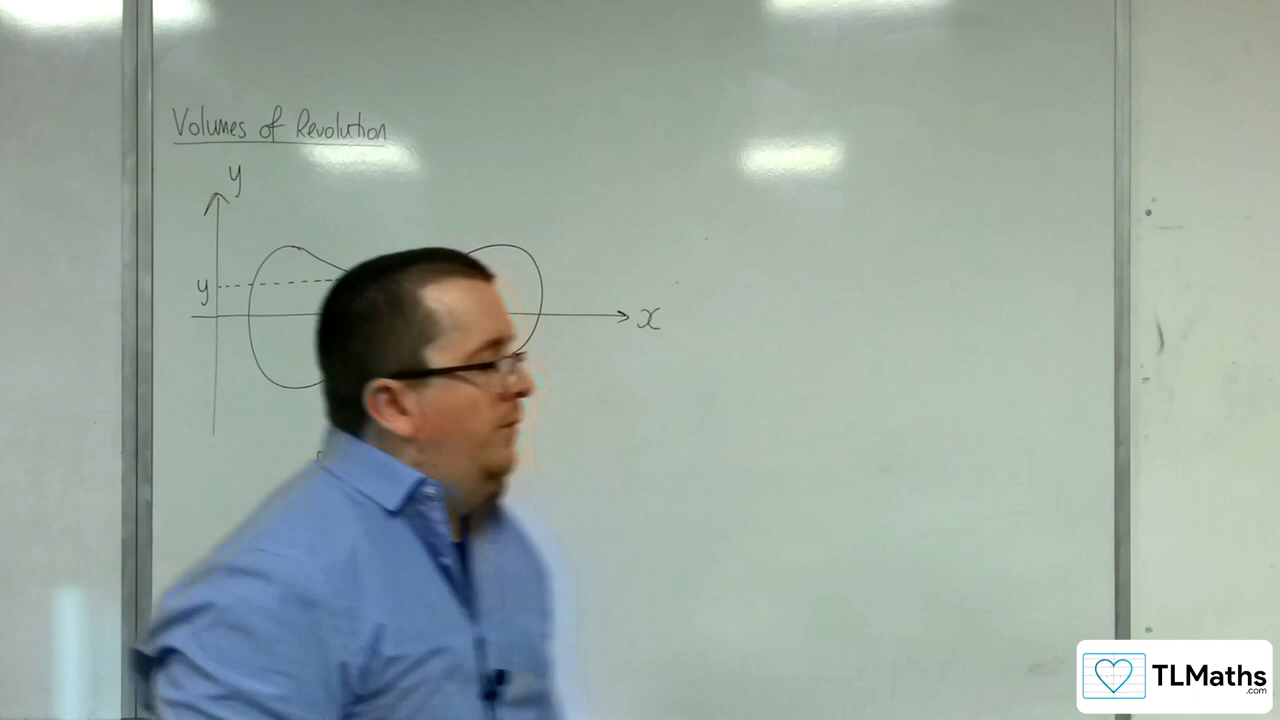 Volumes of Revolution
y
y
x
TLMaths
.com